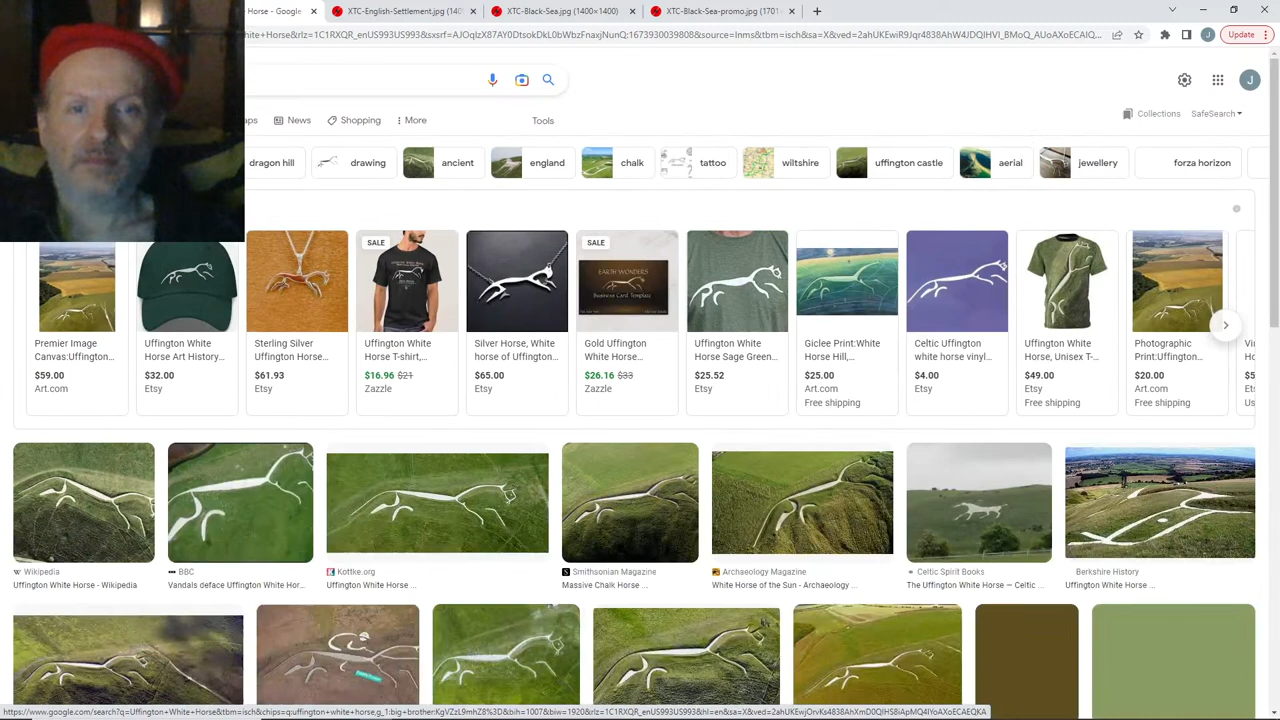 Horse - Google
XTC-English-Settlement.jpg (140
XTC-Black-Sea.jpg (1400×1400)
XTC-Black-Sea-promo.jpg (1701×
Update
J
Maps
News
Shopping
More
Tools
Collections
SafeSearch
dragon hill
drawing
ancient
england
chalk
tattoo
wiltshire
uffington castle
aerial
jewellery
forza horizon
SALE
SALE
EARTH WONDERS
Business Card Template
Premier Image
Canvas:Uffington...
$59.00
Art.com
Uffington White
Horse Art History...
$32.00
Etsy
Sterling Silver
Uffington Horse...
$61.93
Etsy
Uffington White
Horse T-shirt,...
$16.96 $21
Zazzle
Silver Horse, White
horse of Uffington...
$65.00
Etsy
Gold Uffington
White Horse...
$26.16 $33
Zazzle
Uffington White
Horse Sage Green...
$25.52
Etsy
Giclee Print:White
Horse Hill,...
$25.00
Art.com
Free shipping
Celtic Uffington
white horse vinyl...
$4.00
Etsy
Uffington White
Horse, Unisex T-...
$49.00
Etsy
Free shipping
Photographic
Print:Uffington...
$20.00
Art.com
Free shipping
Wikipedia
Uffington White Horse - Wikipedia
BBC
Vandals deface Uffington White Hor...
Kottke.org
Uffington White Horse ...
Smithsonian Magazine
Massive Chalk Horse ...
Archaeology Magazine
White Horse of the Sun - Archaeology ...
Celtic Spirit Books
The Uffington White Horse — Celtic ...
Berkshire History
Uffington White Horse ...